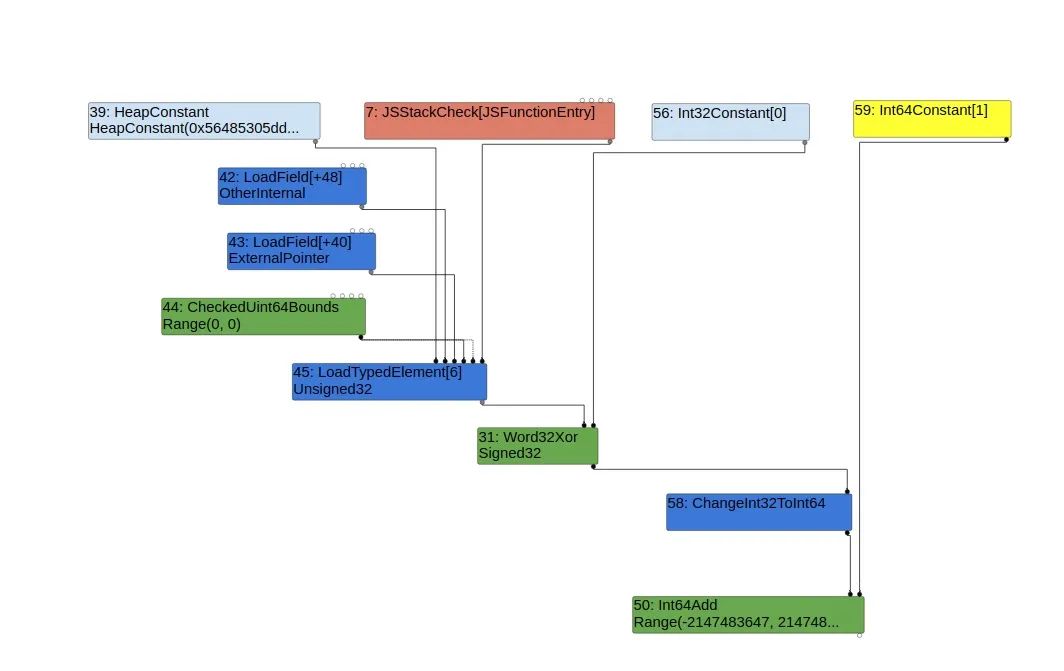 39: HeapConstant
HeapConstant(0x56485305dd...
7: JSStackCheck[JSFunctionEntry]
56: Int32Constant[0]
59: Int64Constant[1]
42: LoadField[+48]
OtherInternal
43: LoadField[+40]
ExternalPointer
44: CheckedUint64Bounds
Range(0, 0)
45: LoadTypedElement[6]
Unsigned32
31: Word32Xor
Signed32
58: ChangeInt32ToInt64
50: Int64Add
Range(-2147483647, 214748...